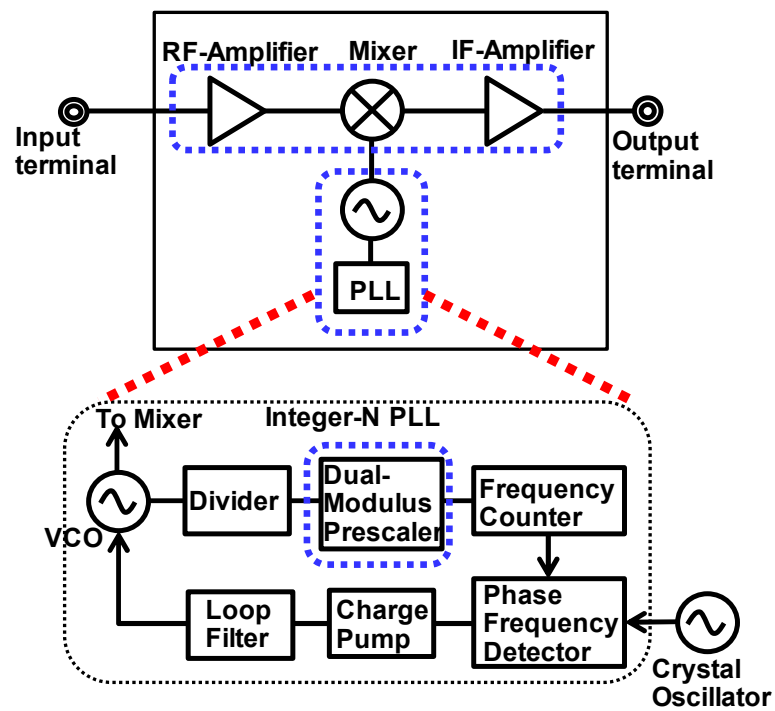 RF-Amplifier
Mixer
IF-Amplifier
Input
terminal
Output
terminal
PLL
To Mixer
Integer-N PLL
VCO
Divider
Dual-
Modulus
Prescaler
Frequency
Counter
Loop
Filter
Charge
Pump
Phase
Frequency
Detector
Crystal
Oscillator